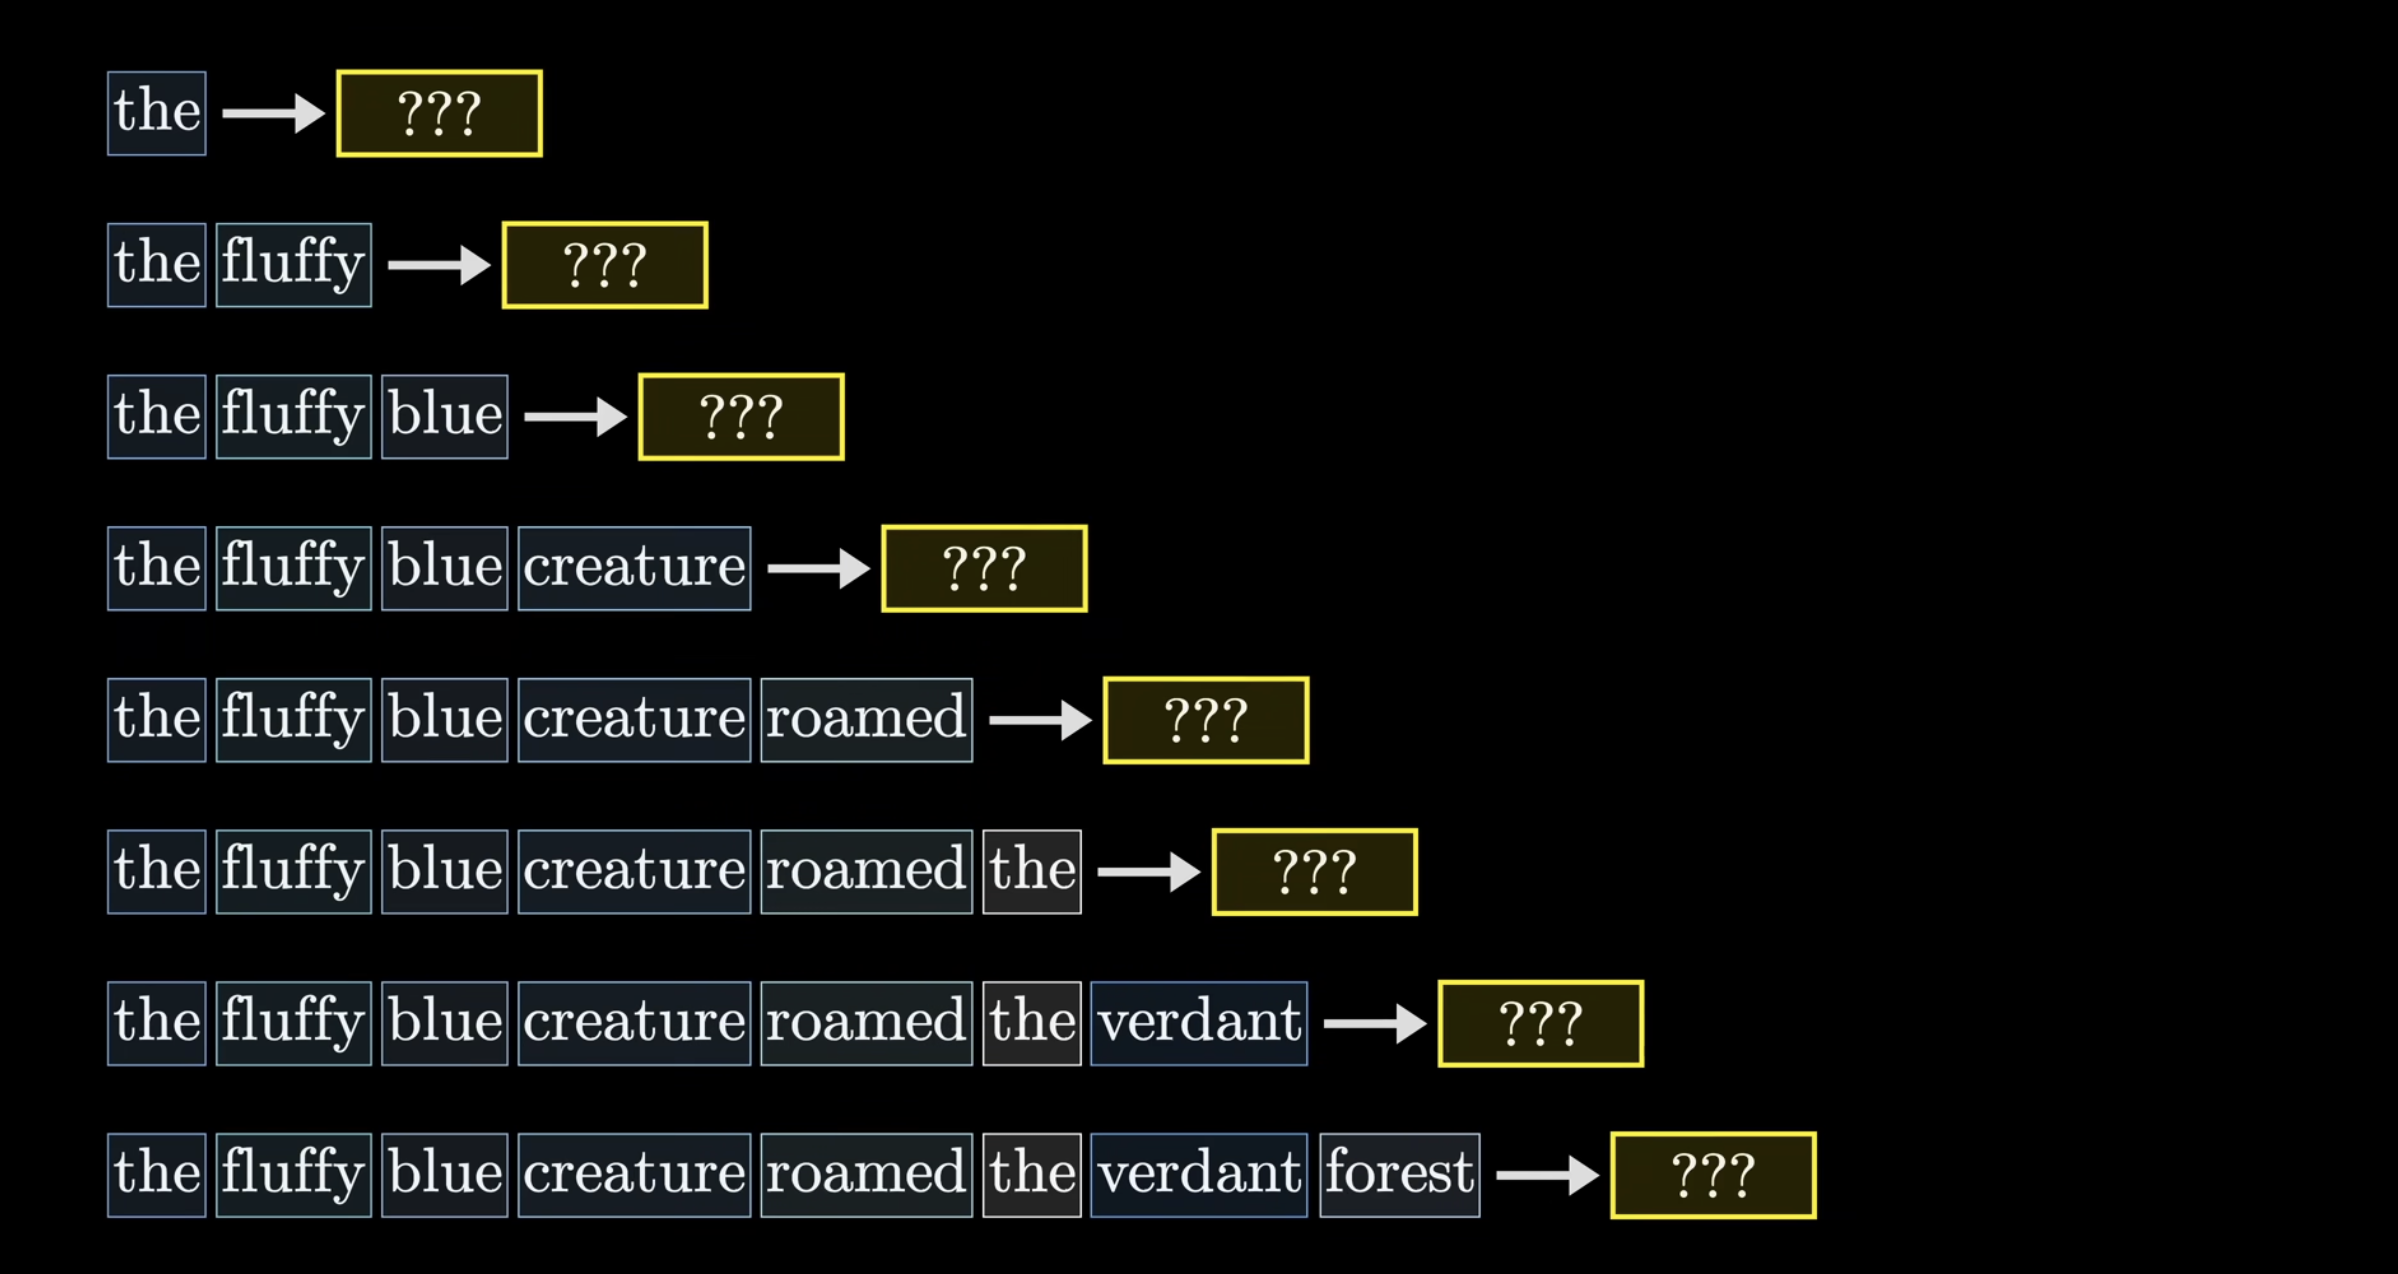 the ???
the fluffy ???
the fluffy blue ???
the fluffy blue creature ???
the fluffy blue creature roamed ???
the fluffy blue creature roamed the ???
the fluffy blue creature roamed the verdant ???
the fluffy blue creature roamed the verdant forest ???